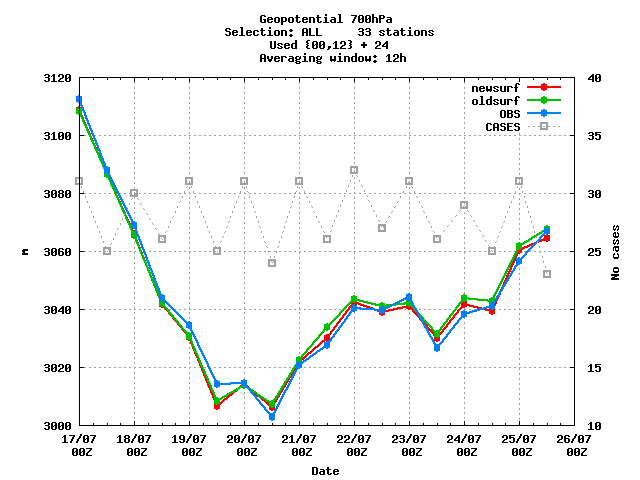 Geopotential 700hPa
Selection: ALL 33 stations
Used {00,12} + 24
Averaging window: 12h
newsurf
oldsurf
OBS
CASES
3120
3100
3080
3060
3040
3020
3000
m
40
35
30
25
20
15
10
No cases
17/07 18/07 19/07 20/07 21/07 22/07 23/07 24/07 25/07 26/07
00Z 00Z 00Z 00Z 00Z 00Z 00Z 00Z 00Z 00Z
Date